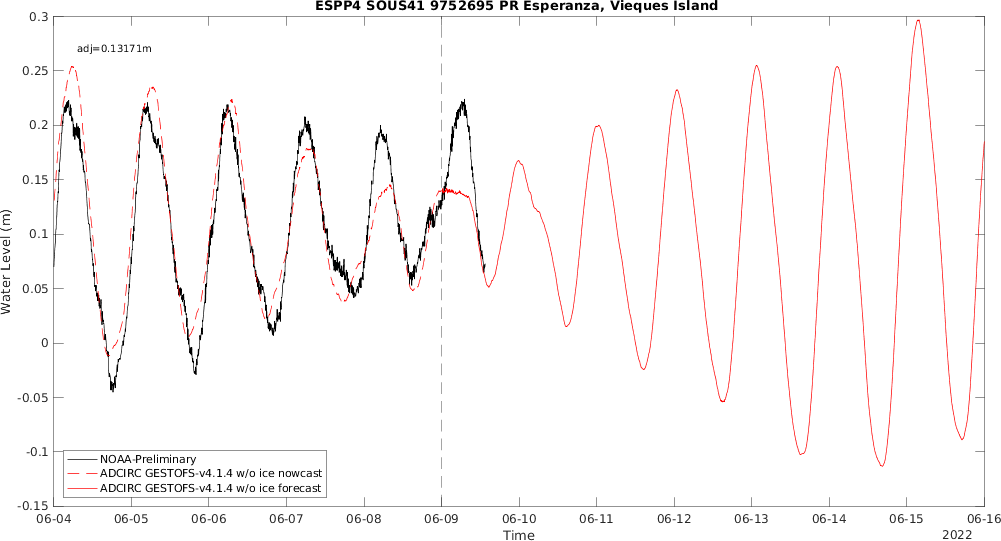 ESPP4 SOUS41 9752695 PR Esperanza, Vieques Island
adj=0.13171m
0.3
0.25
0.2
0.15
0.1
0.05
0
-0.05
-0.1
-0.15
Water Level (m)
NOAA-Preliminary
ADCIRC GESTOFS-v4.1.4 w/o ice nowcast
ADCIRC GESTOFS-v4.1.4 w/o ice forecast
06-04 06-05 06-06 06-07 06-08 06-09 06-10 06-11 06-12 06-13 06-14 06-15 06-16
Time
2022